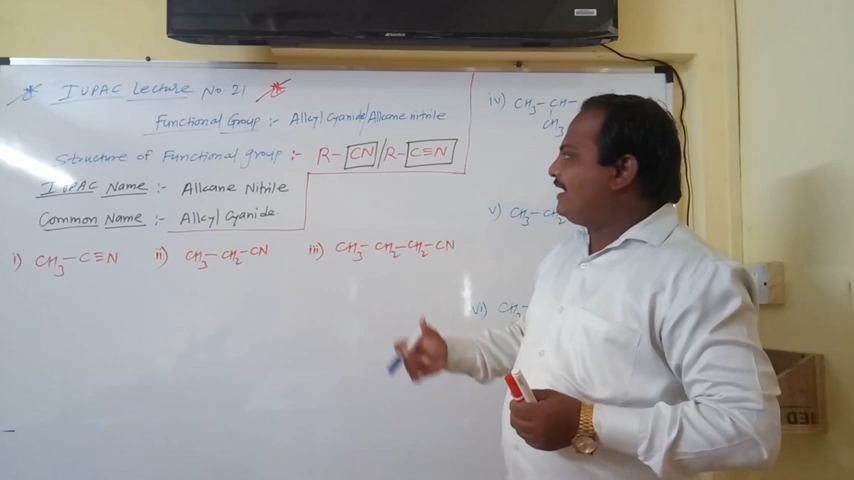 IUPAC Lecture No. 21
Functional Group :- Alkyl Cyanide/Alkane nitrile
Structure of Functional group :- R-CN/R-C≡N
IUPAC Name :- Alkane Nitrile
Common Name :- Alkyl Cyanide.
i) CH3-C≡N ii) CH3-CH2-CN iii) CH3-CH2-CH2-CN
iv) CH3-CH-
CH3
v) CH3-CH2
vi) CH3-
IED